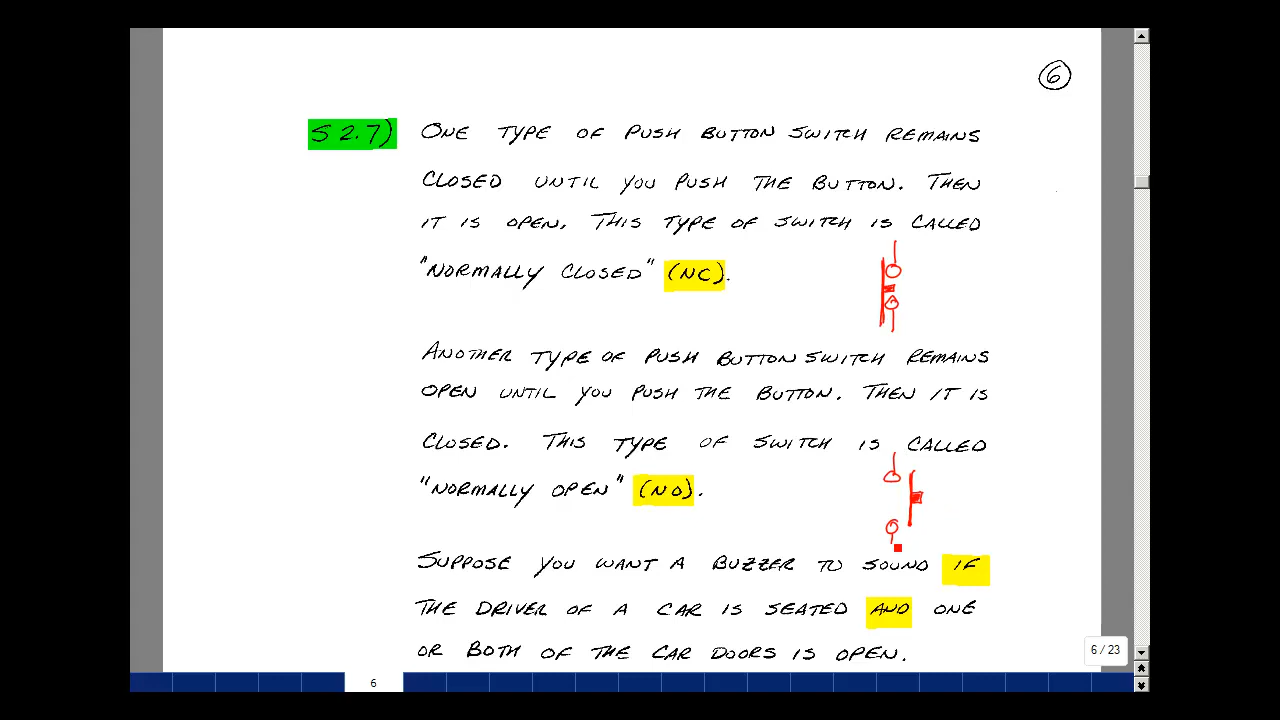 6
S 2.7) ONE TYPE OF PUSH BUTTON SWITCH REMAINS
CLOSED UNTIL YOU PUSH THE BUTTON. THEN
IT IS OPEN. THIS TYPE OF SWITCH IS CALLED
"NORMALLY CLOSED" (NC).
ANOTHER TYPE OF PUSH BUTTON SWITCH REMAINS
OPEN UNTIL YOU PUSH THE BUTTON. THEN IT IS
CLOSED. THIS TYPE OF SWITCH IS CALLED
"NORMALLY OPEN" (NO).
SUPPOSE YOU WANT A BUZZER TO SOUND IF
THE DRIVER OF A CAR IS SEATED AND ONE
OR BOTH OF THE CAR DOORS IS OPEN.
6 / 23
6